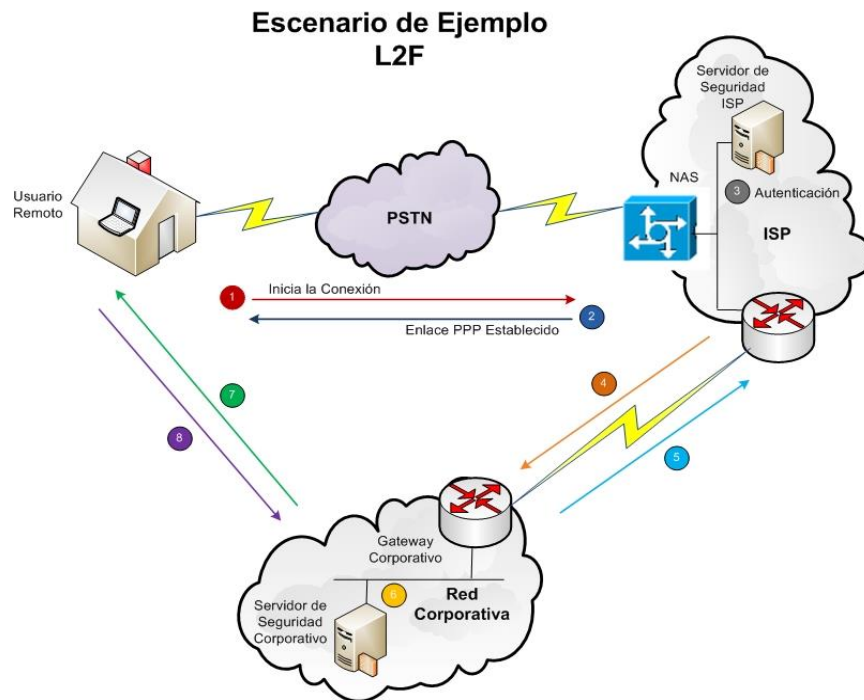 Escenario de Ejemplo
L2F
Servidor de
Seguridad
ISP
Usuario
Remoto
PSTN
NAS
3 Autenticación
ISP
1 Inicia la Conexión
2
Enlace PPP Establecido
4
7
8
5
Gateway
Corporativo
6
Red
Corporativa
Servidor de
Seguridad
Corporativo